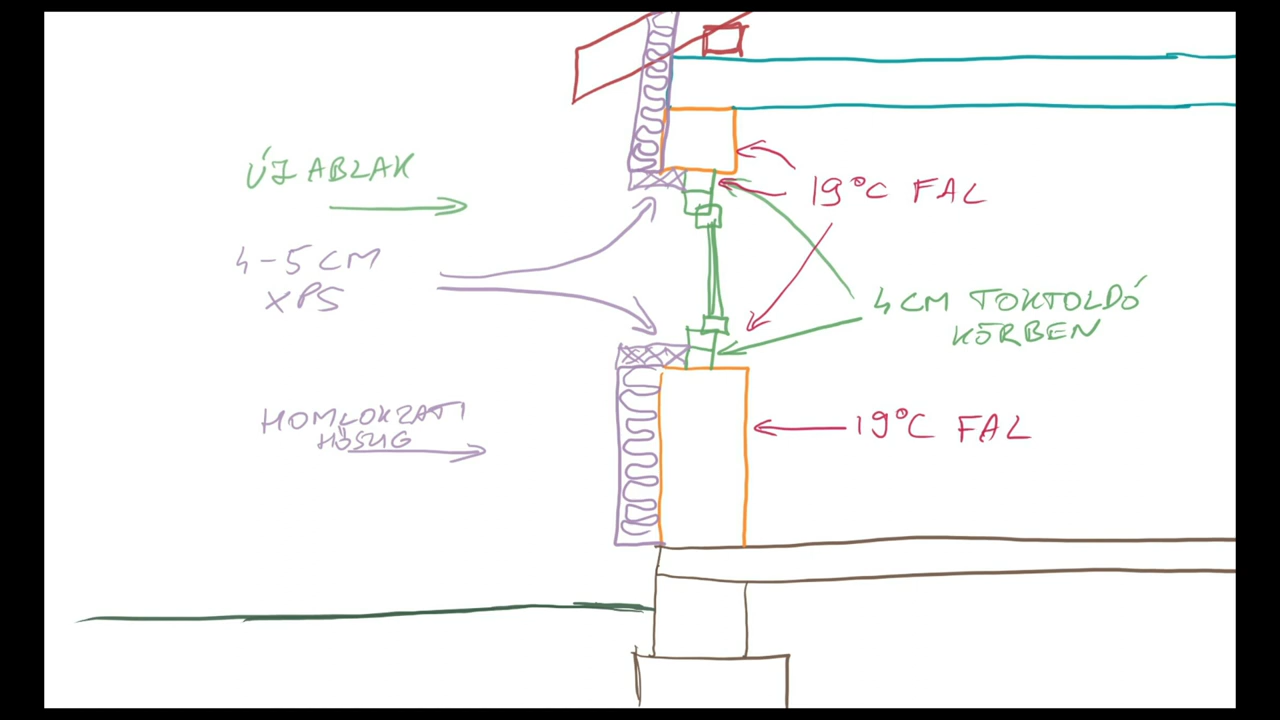 ÚJ ABLAK
19°C FAL
4-5 CM
XPS
4 CM TOKTOLDÓ
KÖRBEN
HOMLOKZATI
HŐSZIG
19°C FAL